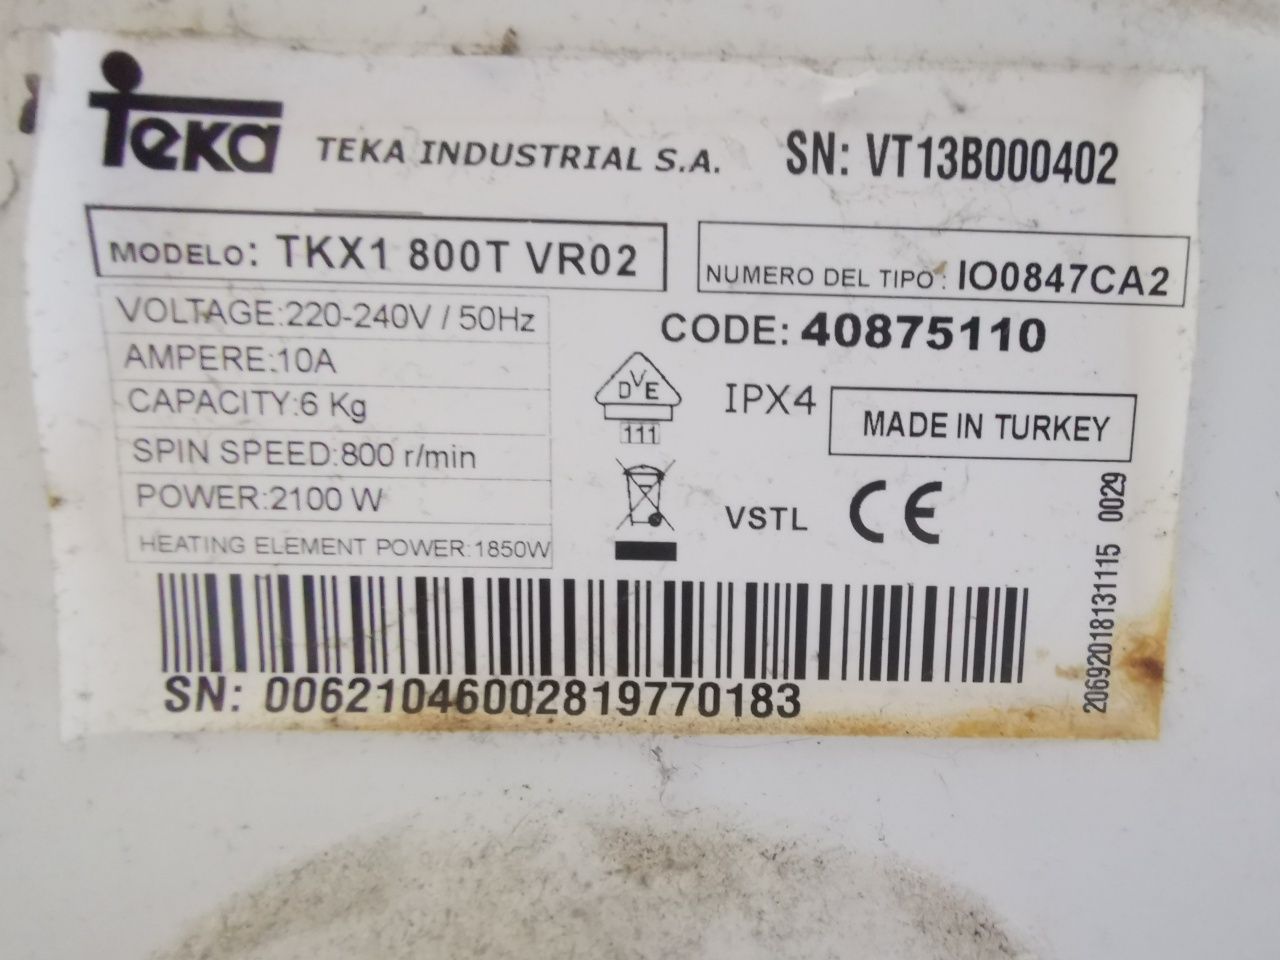 Teka
TEKA INDUSTRIAL S.A.
SN: VT13B000402
MODELO: TKX1 800T VR02
NUMERO DEL TIPO: IO0847CA2
VOLTAGE:220-240V / 50Hz
AMPERE:10A
CAPACITY:6 Kg
SPIN SPEED:800 r/min
POWER:2100 W
HEATING ELEMENT POWER:1850W
CODE: 40875110
DVE
111
IPX4
MADE IN TURKEY
VSTL
CE
20692018131115 0029
SN: 00621046002819770183